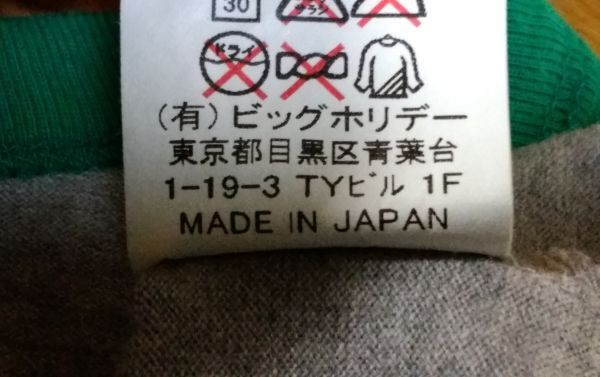 30
ドライ
(有)ビッグホリデー
東京都目黒区青葉台
1-19-3 TYビル 1F
MADE IN JAPAN